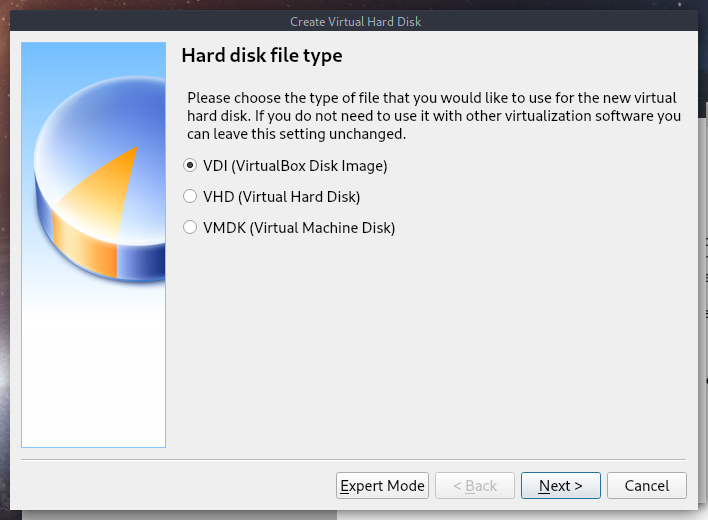 Create Virtual Hard Disk
Hard disk file type
Please choose the type of file that you would like to use for the new virtual
hard disk. If you do not need to use it with other virtualization software you
can leave this setting unchanged.
VDI (VirtualBox Disk Image)
VHD (Virtual Hard Disk)
VMDK (Virtual Machine Disk)
Expert Mode
< Back
Next >
Cancel